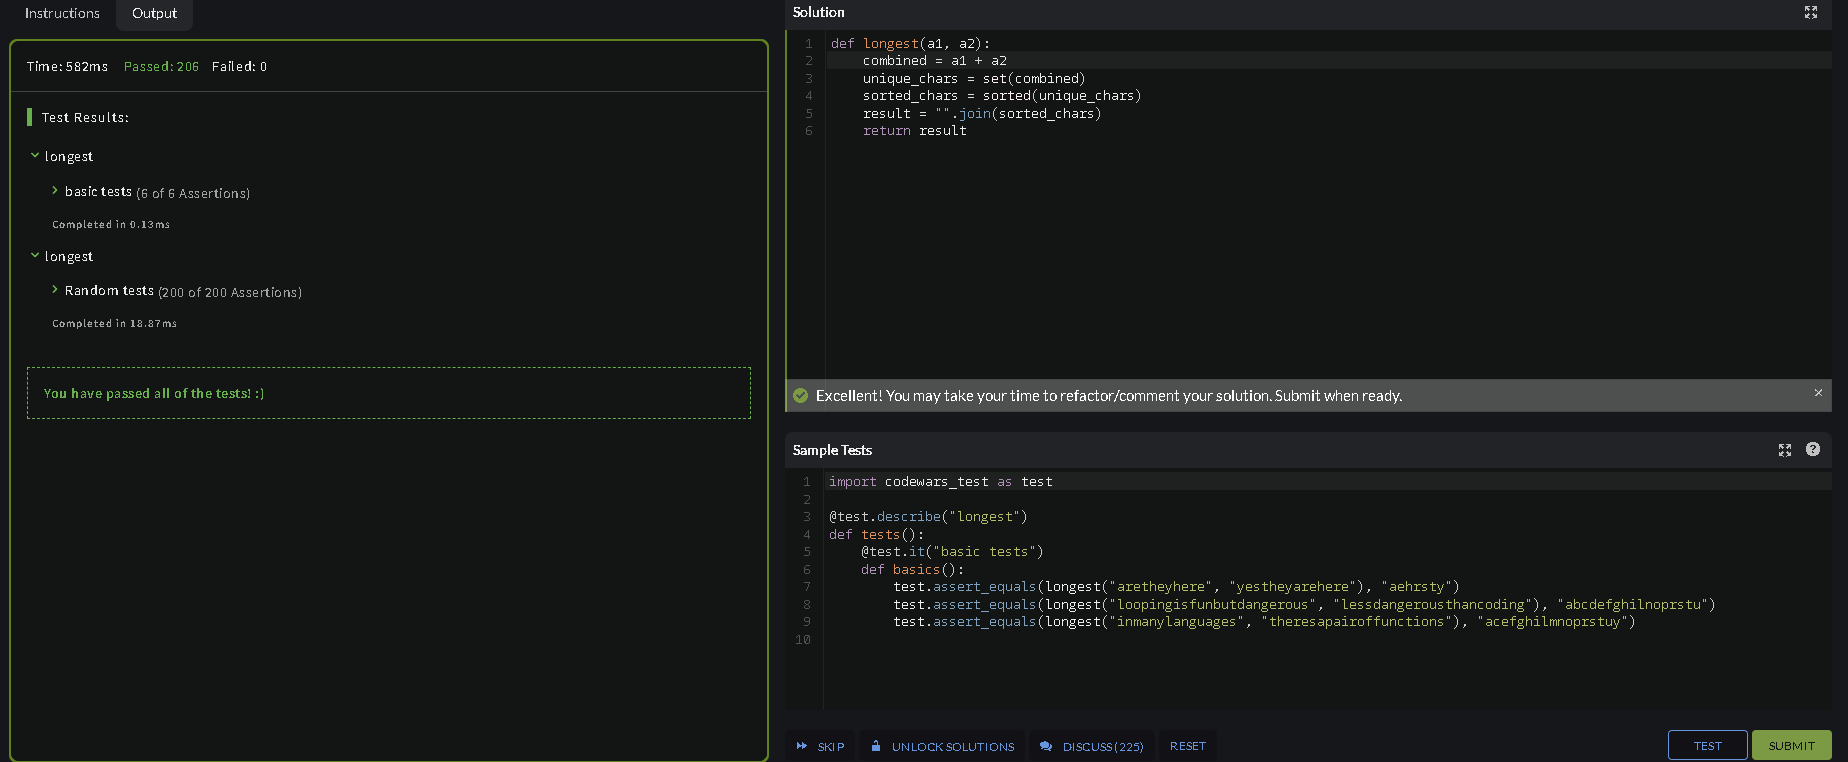 Instructions
Output
Time: 582ms Passed: 206 Failed: 0
Test Results:
longest
basic tests (6 of 6 Assertions)
Completed in 0.13ms
longest
Random tests (200 of 200 Assertions)
Completed in 18.87ms
You have passed all of the tests! :)
Solution
1 def longest(a1, a2):
2     combined = a1 + a2
3     unique_chars = set(combined)
4     sorted_chars = sorted(unique_chars)
5     result = "".join(sorted_chars)
6     return result
Excellent! You may take your time to refactor/comment your solution. Submit when ready.
Sample Tests
1 import codewars_test as test
2
3 @test.describe("longest")
4 def tests():
5     @test.it("basic tests")
6     def basics():
7         test.assert_equals(longest("aretheyhere", "yestheyarehere"), "aehrsty")
8         test.assert_equals(longest("loopingisfunbutdangerous", "lessdangerousthancoding"), "abcdefghilnoprstu")
9         test.assert_equals(longest("inmanylanguages", "theresapairoffunctions"), "acefghilmnoprstuy")
10
SKIP
UNLOCK SOLUTIONS
DISCUSS (225)
RESET
TEST
SUBMIT